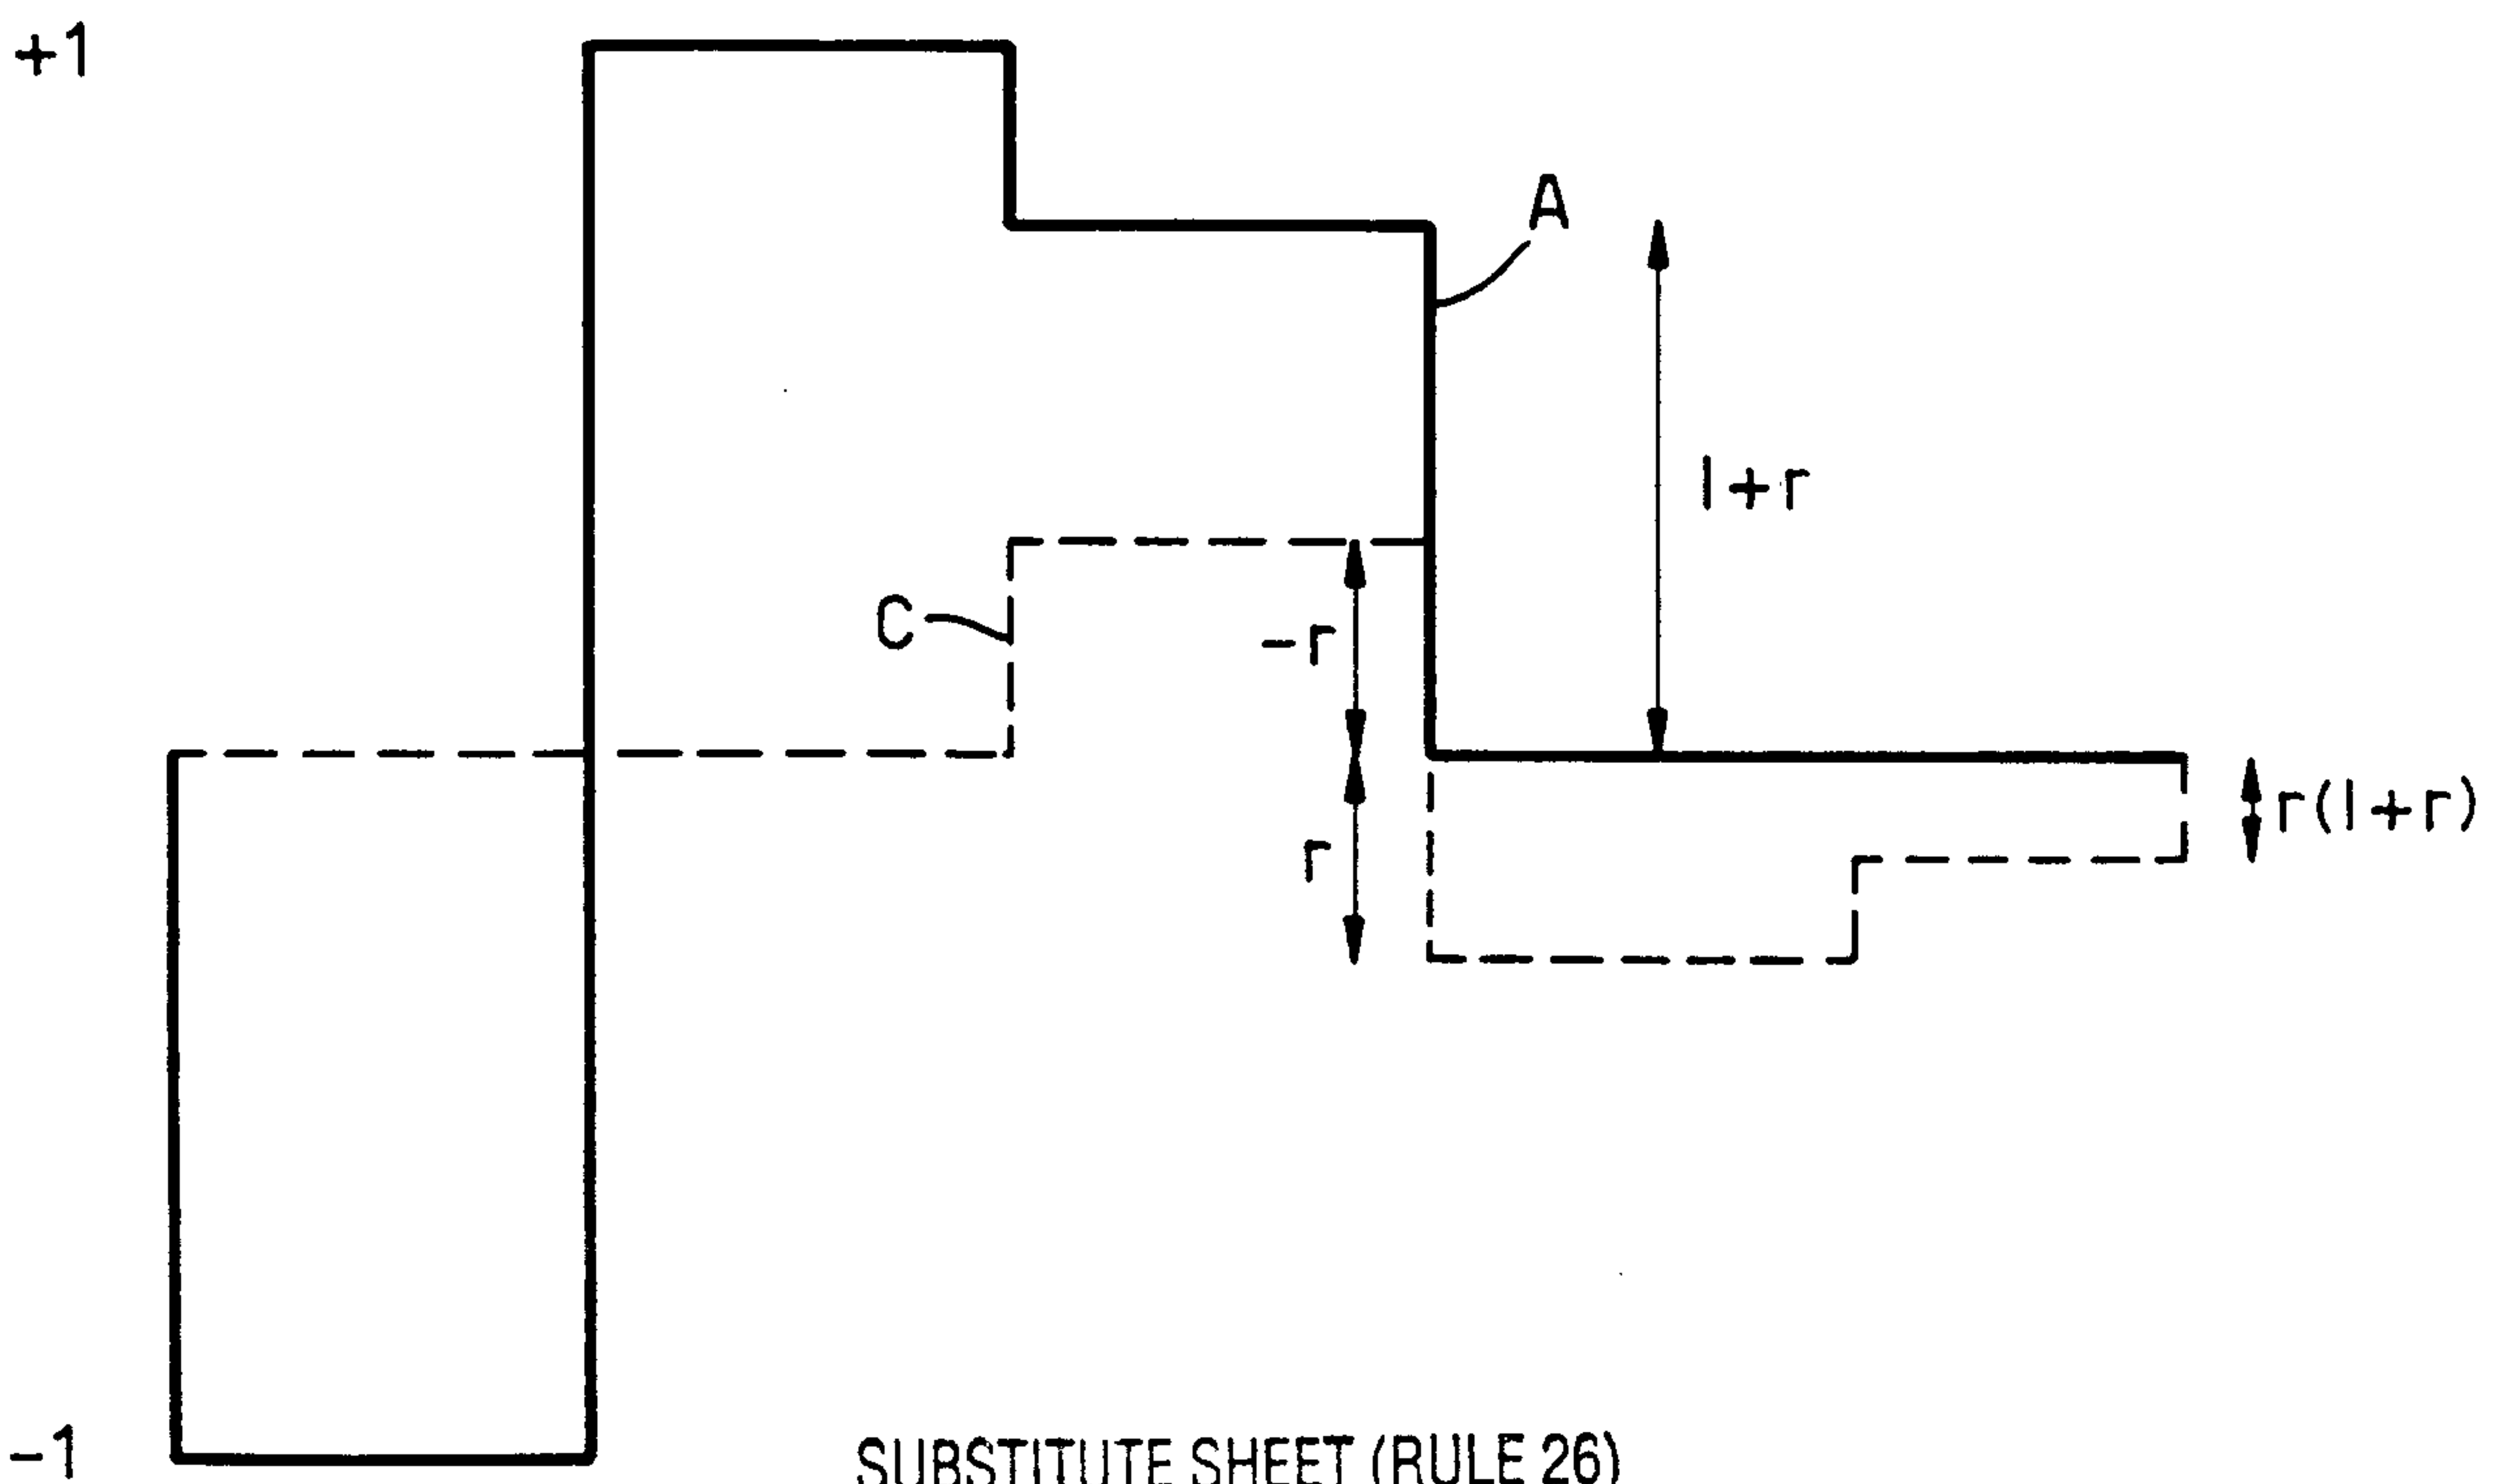 +1
A
1+r
C
-r
r
r(1+r)
-1
SUBSTITUTE SHEET (RULE 26)